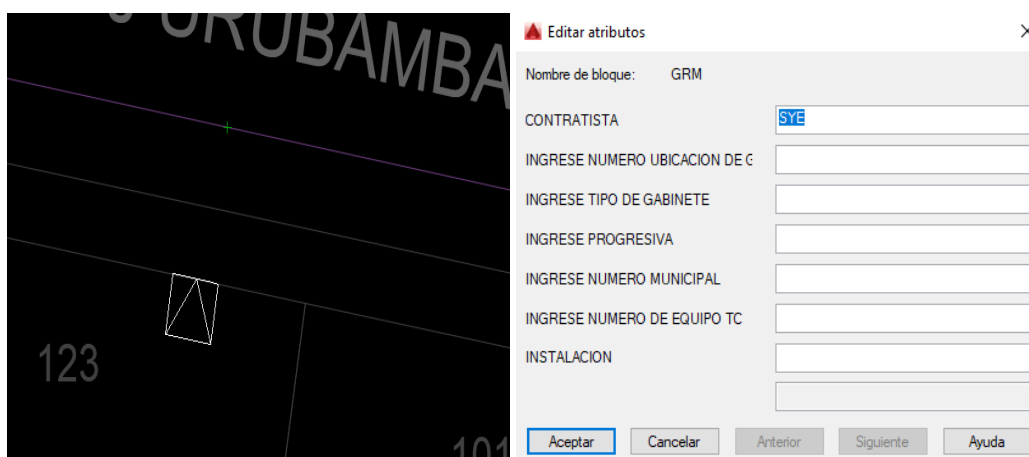 URUBAMBA
123
101
Editar atributos
Nombre de bloque: GRM
CONTRATISTA SYE
INGRESE NUMERO UBICACION DE G
INGRESE TIPO DE GABINETE
INGRESE PROGRESIVA
INGRESE NUMERO MUNICIPAL
INGRESE NUMERO DE EQUIPO TC
INSTALACION
Aceptar Cancelar Anterior Siguiente Ayuda